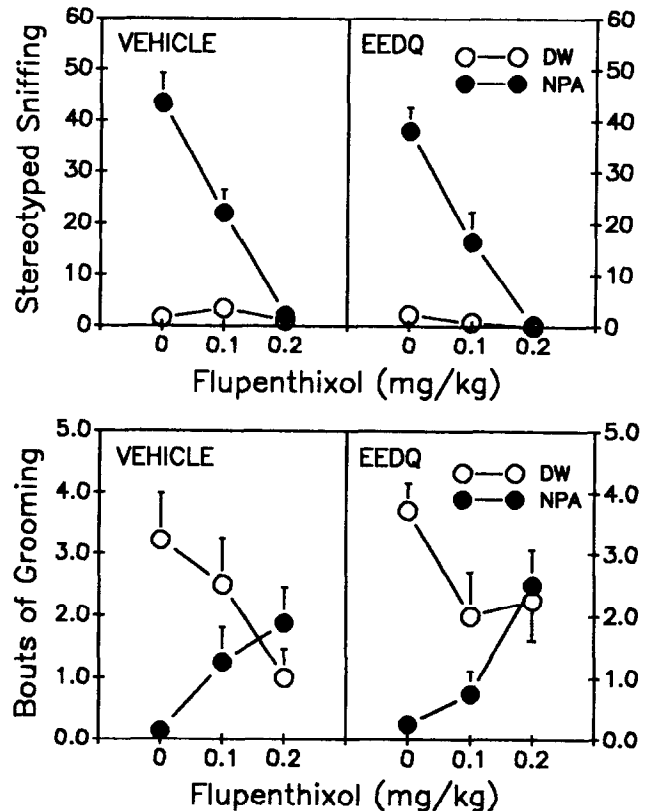 60 60
VEHICLE EEDQ DW
50 NPA 50
40 40
30 30
20 20
10 10
0 0
Stereotyped Sniffing
0 0.1 0.2 0 0.1 0.2
Flupenthixol (mg/kg)
5.0 5.0
VEHICLE EEDQ DW
4.0 NPA 4.0
3.0 3.0
2.0 2.0
1.0 1.0
0.0 0.0
Bouts of Grooming
0 0.1 0.2 0 0.1 0.2
Flupenthixol (mg/kg)